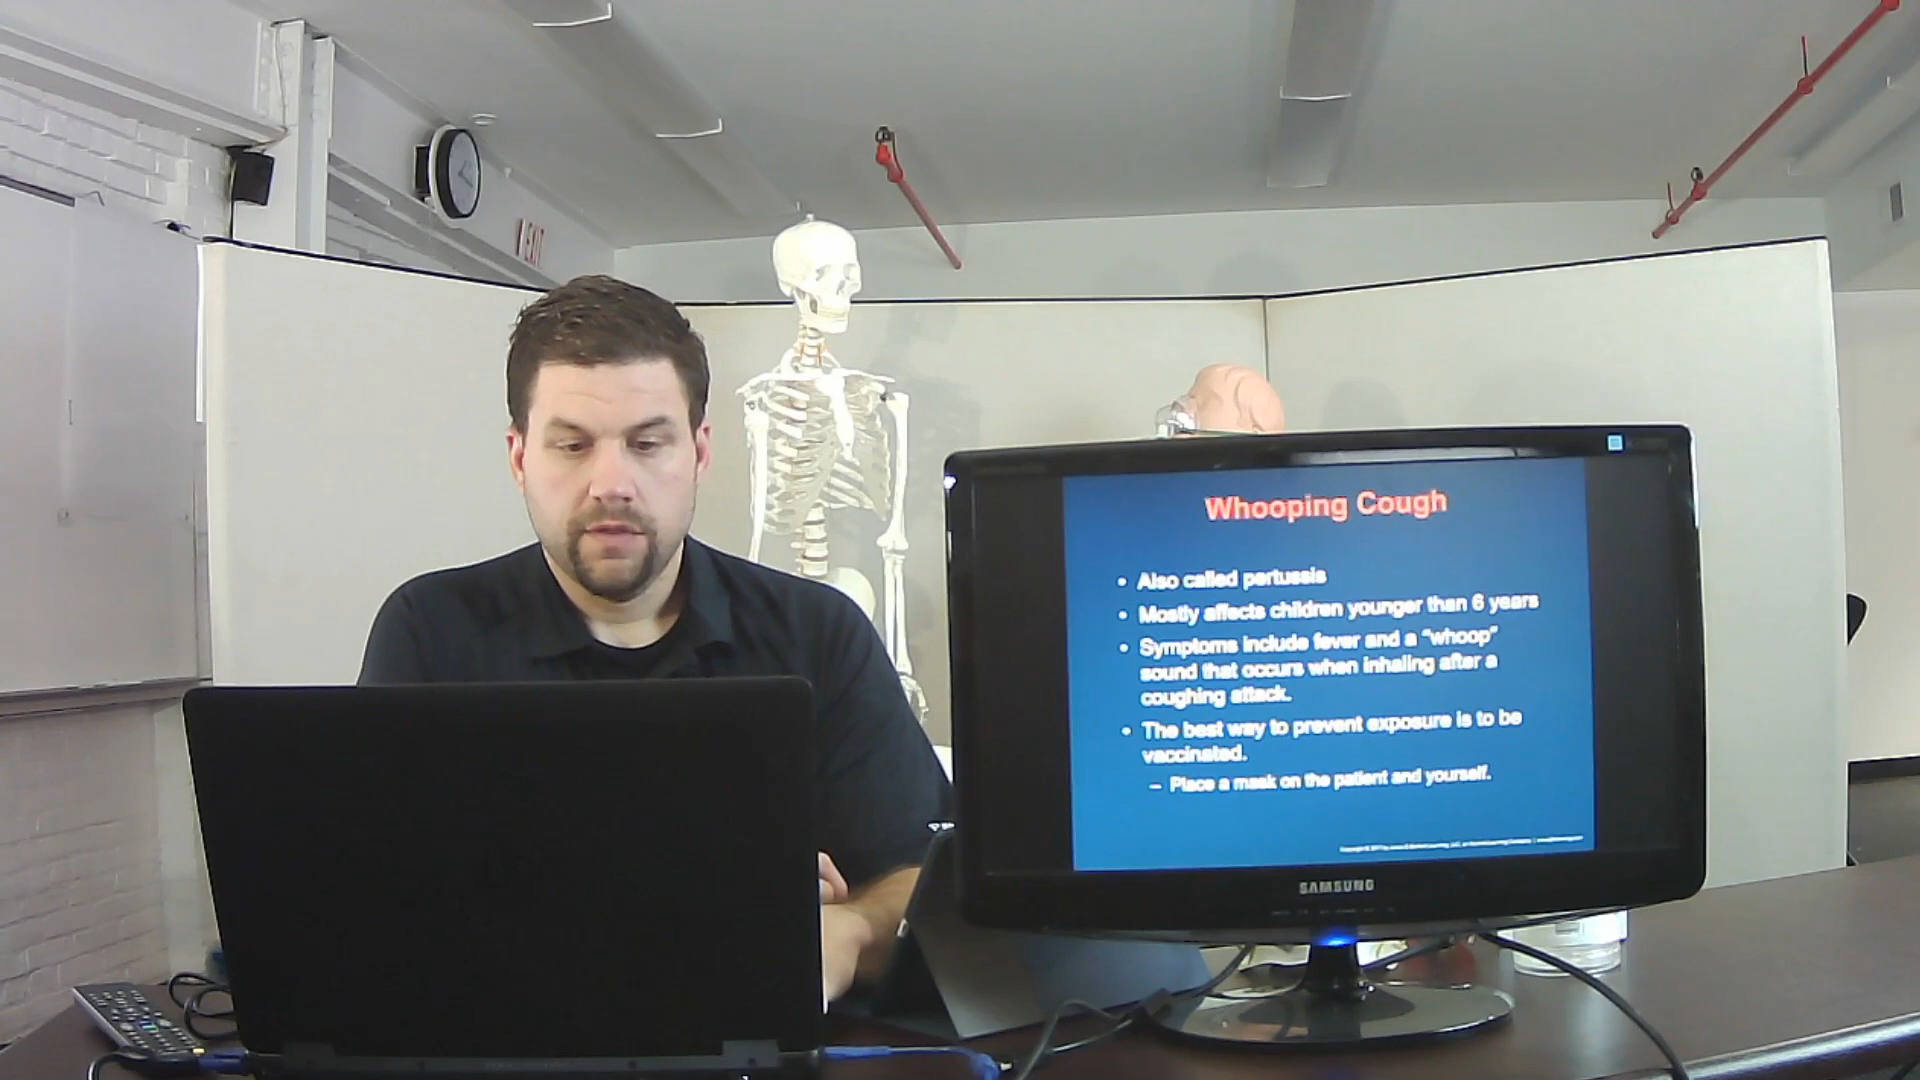 EXIT
Whooping Cough
• Also called pertussis
• Mostly affects children younger than 6 years
• Symptoms include fever and a “whoop”
sound that occurs when inhaling after a
coughing attack.
• The best way to prevent exposure is to be
vaccinated.
– Place a mask on the patient and yourself.
SAMSUNG